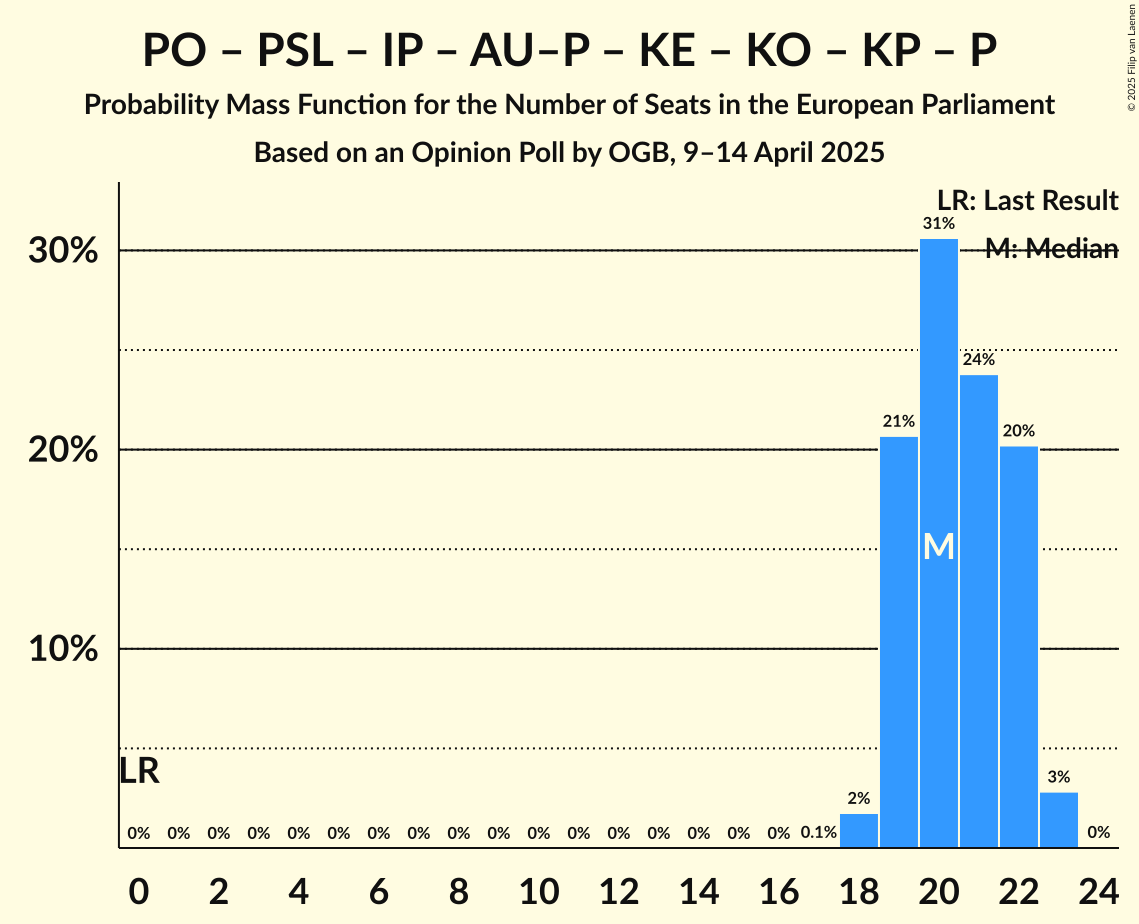 PO – PSL – IP – AU–P – KE – KO – KP – P
Probability Mass Function for the Number of Seats in the European Parliament
Based on an Opinion Poll by OGB, 9–14 April 2025
© 2025 Filip van Laenen
LR: Last Result
M: Median
30%
20%
10%
31%
24%
21%
20%
M
LR
3%
2%
0% 0% 0% 0% 0% 0% 0% 0% 0% 0% 0% 0% 0% 0% 0% 0% 0% 0.1% 0%
0 2 4 6 8 10 12 14 16 18 20 22 24